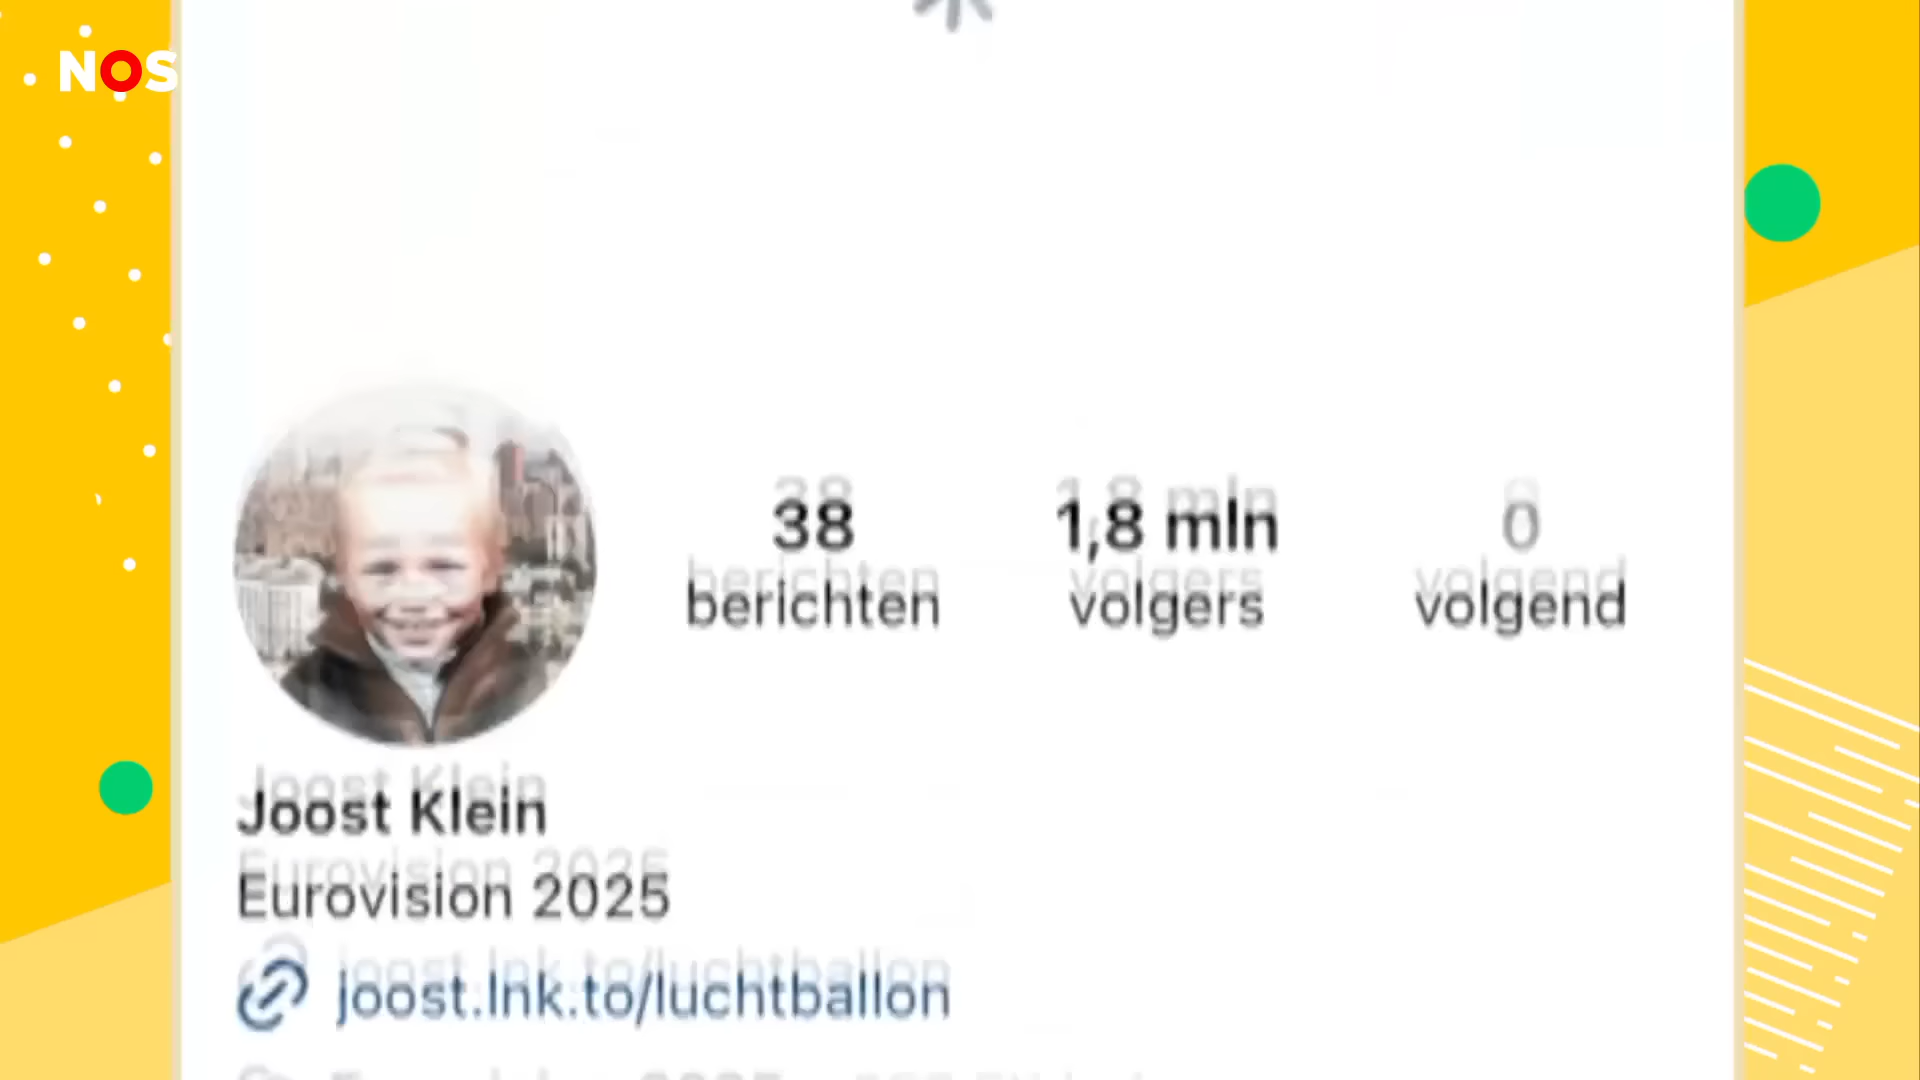 NOS
38
1,8 mln
0
berichten
volgers
volgend
Joost Klein
Eurovision 2025
joost.lnk.to/luchtballon